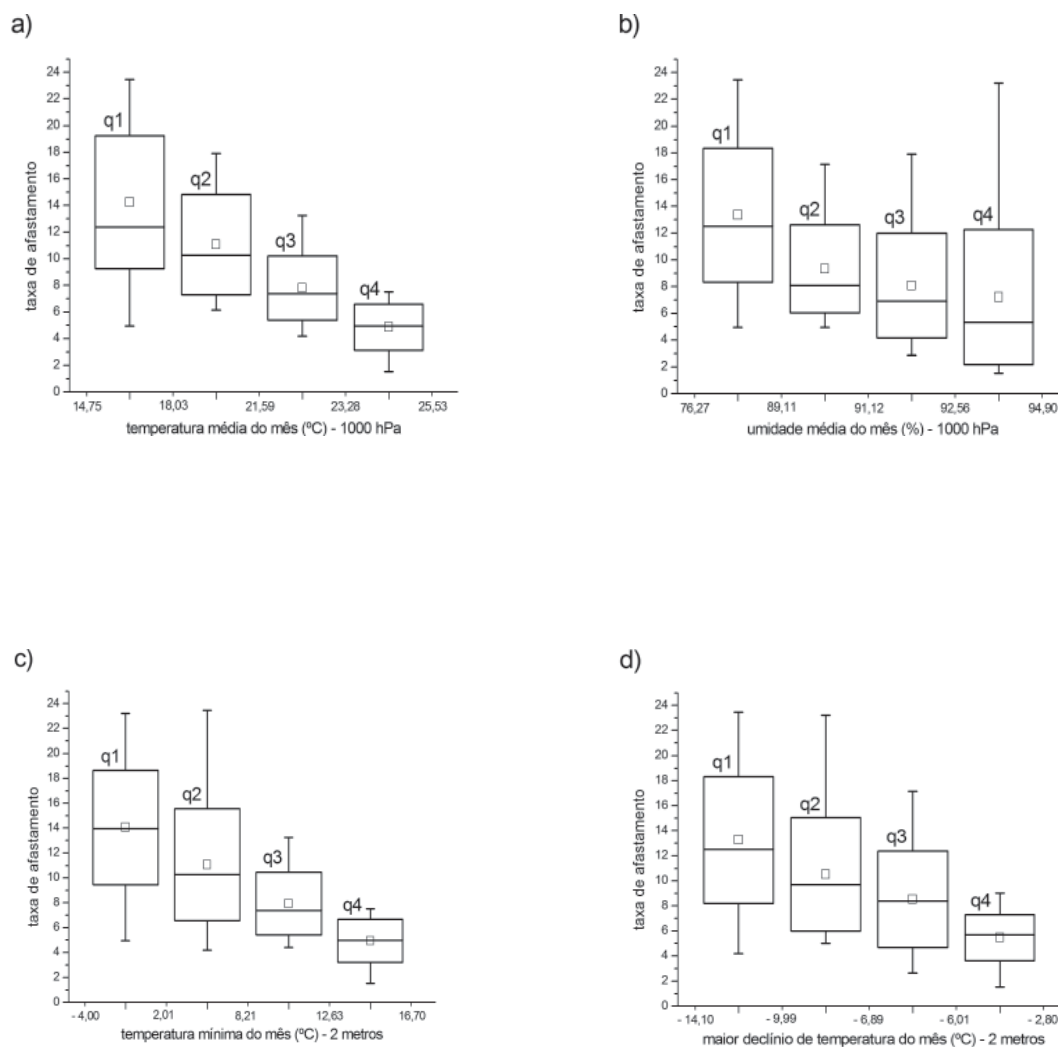 a)
taxa de afastamento
24
22
20
18
16
14
12
10
8
6
4
2
0
q1
q2
q3
q4
14,75 18,03 21,59 23,28 25,53
temperatura média do mês (ºC) - 1000 hPa
b)
taxa de afastamento
24
22
20
18
16
14
12
10
8
6
4
2
0
q1
q2
q3
q4
76,27 89,11 91,12 92,56 94,90
umidade média do mês (%) - 1000 hPa
c)
taxa de afastamento
24
22
20
18
16
14
12
10
8
6
4
2
0
q1
q2
q3
q4
- 4,00 2,01 8,21 12,63 16,70
temperatura mínima do mês (ºC) - 2 metros
d)
taxa de afastamento
24
22
20
18
16
14
12
10
8
6
4
2
0
q1
q2
q3
q4
- 14,10 - 9,99 - 6,89 - 6,01 - 2,80
maior declínio de temperatura do mês (ºC) - 2 metros